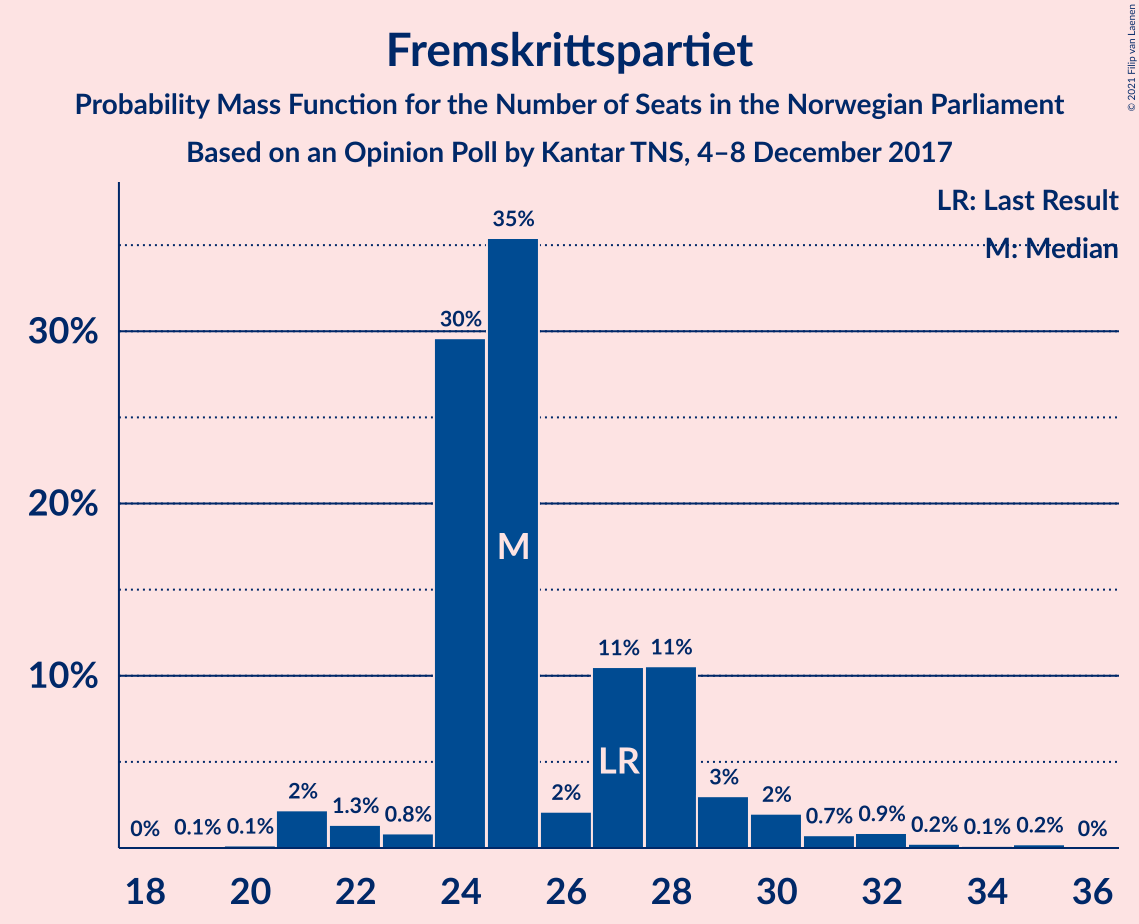 Fremskrittspartiet
Probability Mass Function for the Number of Seats in the Norwegian Parliament
Based on an Opinion Poll by Kantar TNS, 4–8 December 2017
© 2021 Filip van Laenen
LR: Last Result
M: Median
30%
20%
10%
0%
0.1%
0.1%
2%
1.3%
0.8%
30%
35%
2%
11%
11%
3%
2%
0.7%
0.9%
0.2%
0.1%
0.2%
0%
M
LR
18 20 22 24 26 28 30 32 34 36